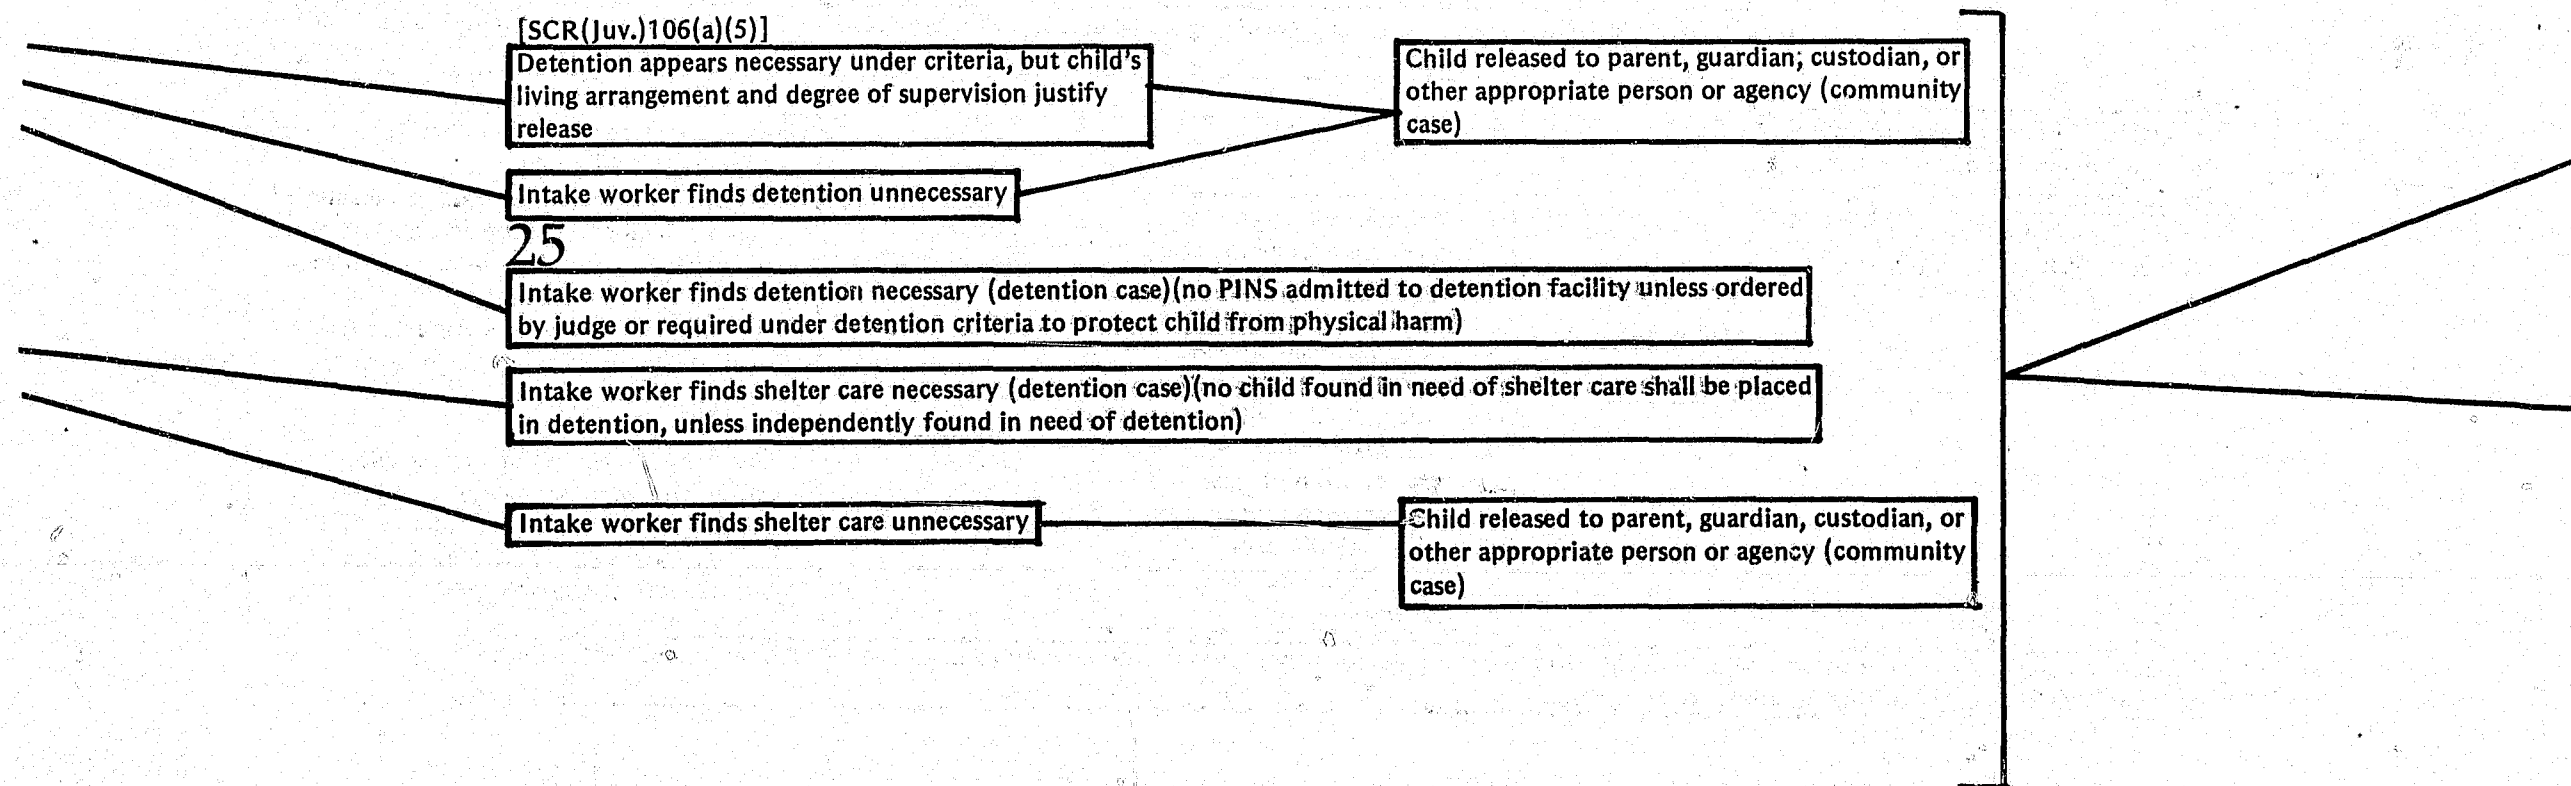 [SCR(Juv.)106(a)(5)]
Detention appears necessary under criteria, but child's
living arrangement and degree of supervision justify
release
Child released to parent, guardian; custodian, or
other appropriate person or agency (community
case)
Intake worker finds detention unnecessary
25
Intake worker finds detention necessary (detention case)(no PINS admitted to detention facility unless ordered
by judge or required under detention criteria to protect child from physical harm)
Intake worker finds shelter care necessary (detention case)(no child found in need of shelter care shall be placed
in detention, unless independently found in need of detention)
Intake worker finds shelter care unnecessary
Child released to parent, guardian, custodian, or
other appropriate person or agency (community
case)